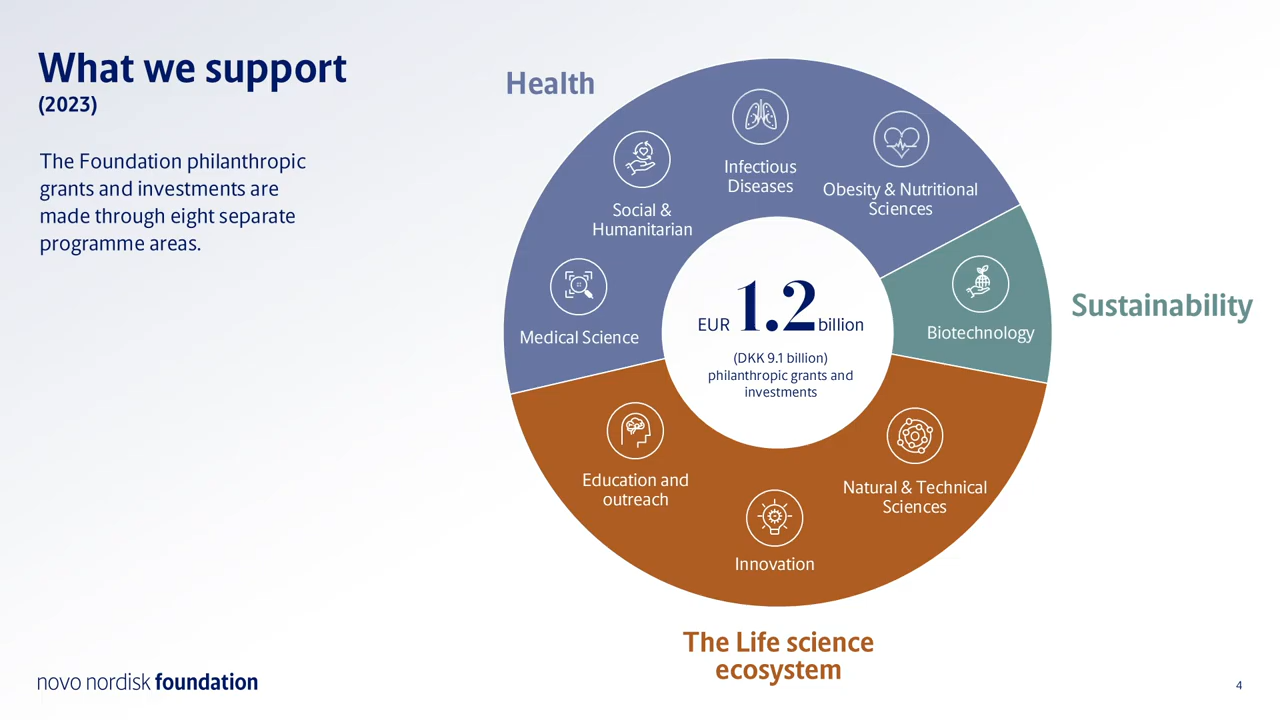 What we support
(2023)
The Foundation philanthropic
grants and investments are
made through eight separate
programme areas.
Health
Infectious
Diseases
Obesity & Nutritional
Sciences
Social &
Humanitarian
Medical Science
EUR 1.2 billion
(DKK 9.1 billion)
philanthropic grants and
investments
Biotechnology
Sustainability
Education and
outreach
Natural & Technical
Sciences
Innovation
The Life science
ecosystem
novo nordisk foundation
4